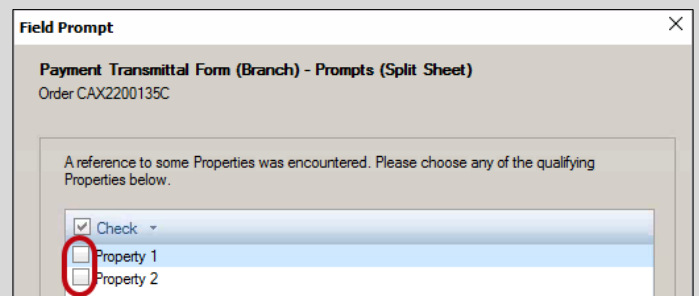 Field Prompt
Payment Transmittal Form (Branch) - Prompts (Split Sheet)
Order CAX2200135C
A reference to some Properties was encountered. Please choose any of the qualifying
Properties below.
Check
Property 1
Property 2